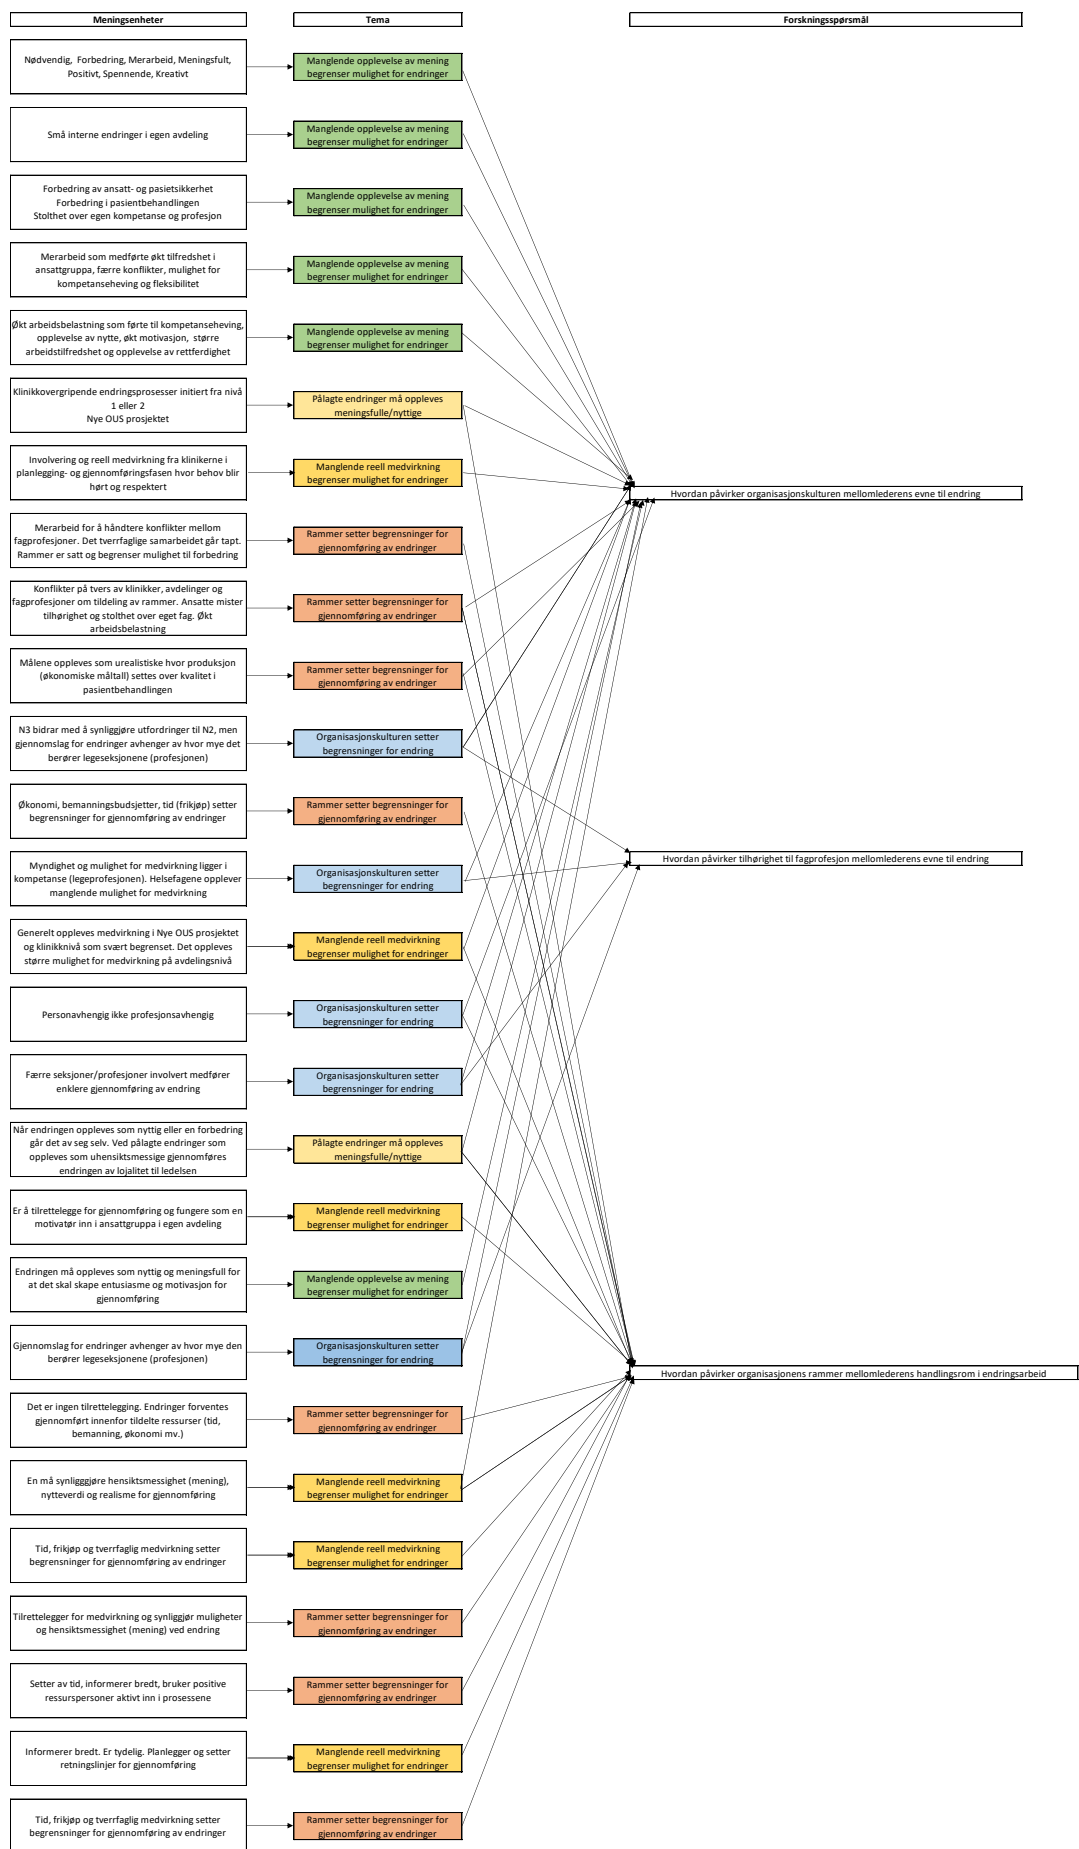 Meningsenheter
Tema
Forskningsspørsmål
Nødvendig, Forbedring, Merarbeid, Meningsfult,
Positivt, Spennende, Kreativt
Manglende opplevelse av mening
begrenser mulighet for endringer
Små interne endringer i egen avdeling
Manglende opplevelse av mening
begrenser mulighet for endringer
Forbedring av ansatt- og pasietsikkerhet
Forbedring i pasientbehandlingen
Stolthet over egen kompetanse og profesjon
Manglende opplevelse av mening
begrenser mulighet for endringer
Merarbeid som medførte økt tilfredshet i
ansattgruppa, færre konflikter, mulighet for
kompetanseheving og fleksibilitet
Manglende opplevelse av mening
begrenser mulighet for endringer
Økt arbeidsbelastning som førte til kompetanseheving,
opplevelse av nytte, økt motivasjon, større
arbeidstilfredshet og opplevelse av rettferdighet
Manglende opplevelse av mening
begrenser mulighet for endringer
Klinikkovergripende endringsprosesser initiert fra nivå
1 eller 2
Nye OUS prosjektet
Pålagte endringer må oppleves
meningsfulle/nyttige
Involvering og reell medvirkning fra klinikerne i
planlegging- og gjennomføringsfasen hvor behov blir
hørt og respektert
Manglende reell medvirkning
begrenser mulighet for endringer
Hvordan påvirker organisasjonskulturen mellomlederens evne til endring
Merarbeid for å håndtere konflikter mellom
fagprofesjoner. Det tverrfaglige samarbeidet går tapt.
Rammer er satt og begrenser mulighet til forbedring
Rammer setter begrensninger for
gjennomføring av endringer
Konflikter på tvers av klinikker, avdelinger og
fagprofesjoner om tildeling av rammer. Ansatte mister
tilhørighet og stolthet over eget fag. Økt
arbeidsbelastning
Rammer setter begrensninger for
gjennomføring av endringer
Målene oppleves som urealistiske hvor produksjon
(økonomiske måltall) settes over kvalitet i
pasientbehandlingen
Rammer setter begrensninger for
gjennomføring av endringer
N3 bidrar med å synliggjøre utfordringer til N2, men
gjennomslag for endringer avhenger av hvor mye det
berører legeseksjonene (profesjonen)
Organisasjonskulturen setter
begrensninger for endring
Økonomi, bemanningsbudsjetter, tid (frikjøp) setter
begrensninger for gjennomføring av endringer
Rammer setter begrensninger for
gjennomføring av endringer
Hvordan påvirker tilhørighet til fagprofesjon mellomlederens evne til endring
Myndighet og mulighet for medvirkning ligger i
kompetanse (legeprofesjonen). Helsefagene opplever
manglende mulighet for medvirkning
Organisasjonskulturen setter
begrensninger for endring
Generelt oppleves medvirkning i Nye OUS prosjektet
og klinikknivå som svært begrenset. Det oppleves
større mulighet for medvirkning på avdelingsnivå
Manglende reell medvirkning
begrenser mulighet for endringer
Personavhengig ikke profesjonsavhengig
Organisasjonskulturen setter
begrensninger for endring
Færre seksjoner/profesjoner involvert medfører
enklere gjennomføring av endring
Organisasjonskulturen setter
begrensninger for endring
Når endringen oppleves som nyttig eller en forbedring
går det av seg selv. Ved pålagte endringer som
oppleves som uhensiktsmessige gjennomføres
endringen av lojalitet til ledelsen
Pålagte endringer må oppleves
meningsfulle/nyttige
Er å tilrettelegge for gjennomføring og fungere som en
motivatør inn i ansattgruppa i egen avdeling
Manglende reell medvirkning
begrenser mulighet for endringer
Endringen må oppleves som nyttig og meningsfull for
at det skal skape entusiasme og motivasjon for
gjennomføring
Manglende opplevelse av mening
begrenser mulighet for endringer
Gjennomslag for endringer avhenger av hvor mye den
berører legeseksjonene (profesjonen)
Organisasjonskulturen setter
begrensninger for endring
Hvordan påvirker organisasjonens rammer mellomlederens handlingsrom i endringsarbeid
Det er ingen tilrettelegging. Endringer forventes
gjennomført innenfor tildelte ressurser (tid,
bemanning, økonomi mv.)
Rammer setter begrensninger for
gjennomføring av endringer
En må synligggjøre hensiktsmessighet (mening),
nytteverdi og realisme for gjennomføring
Manglende reell medvirkning
begrenser mulighet for endringer
Tid, frikjøp og tverrfaglig medvirkning setter
begrensninger for gjennomføring av endringer
Manglende reell medvirkning
begrenser mulighet for endringer
Tilrettelegger for medvirkning og synliggjør muligheter
og hensiktsmessighet (mening) ved endring
Rammer setter begrensninger for
gjennomføring av endringer
Setter av tid, informerer bredt, bruker positive
ressurspersoner aktivt inn i prosessene
Rammer setter begrensninger for
gjennomføring av endringer
Informerer bredt. Er tydelig. Planlegger og setter
retningslinjer for gjennomføring
Manglende reell medvirkning
begrenser mulighet for endringer
Tid, frikjøp og tverrfaglig medvirkning setter
begrensninger for gjennomføring av endringer
Rammer setter begrensninger for
gjennomføring av endringer